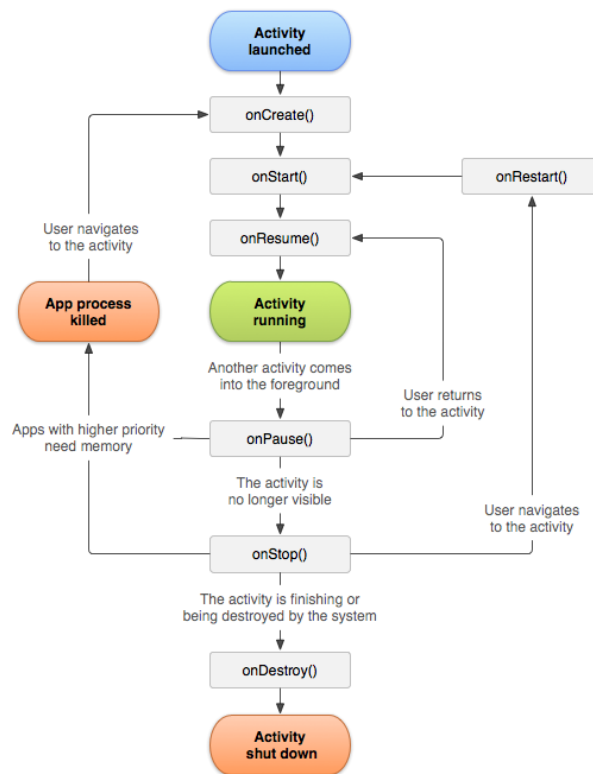 Activity
launched
onCreate()
onStart()
onRestart()
User navigates
to the activity
onResume()
App process
killed
Activity
running
Another activity comes
into the foreground
User returns
to the activity
Apps with higher priority
need memory
onPause()
The activity is
no longer visible
User navigates
to the activity
onStop()
The activity is finishing or
being destroyed by the system
onDestroy()
Activity
shut down